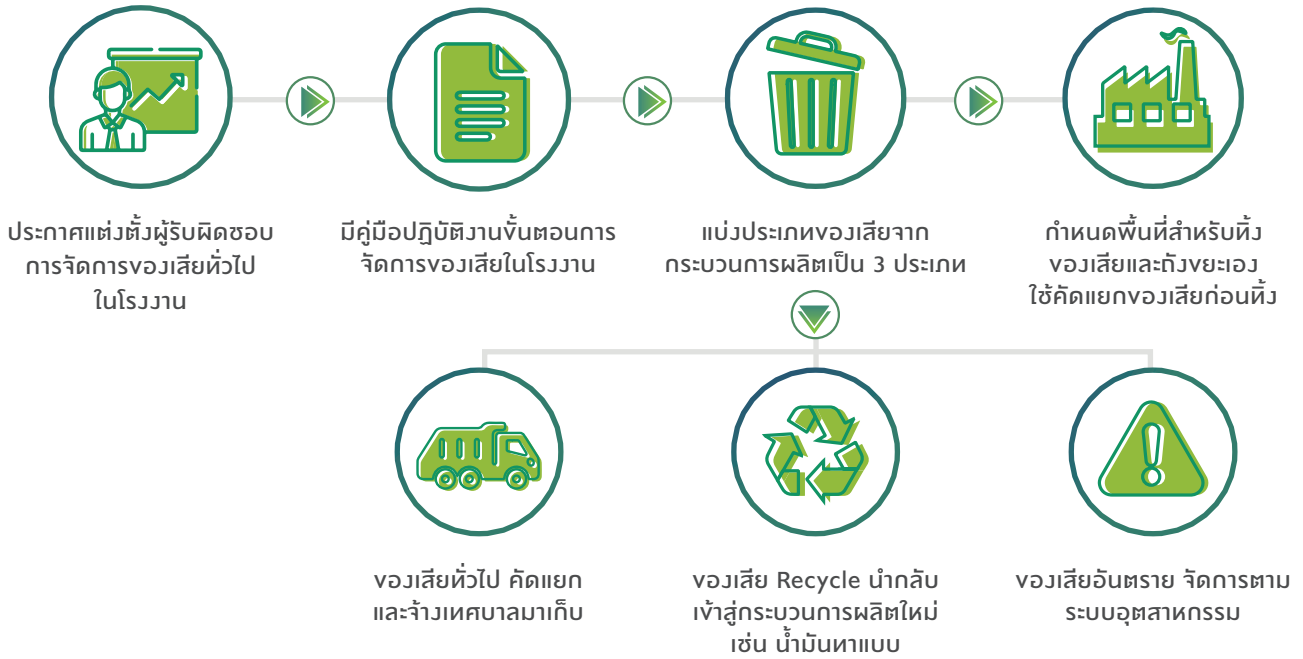 ประกาศแต่งตั้งผู้รับผิดชอบ
การจัดการของเสียทั่วไป
ในโรงงาน
มีคู่มือปฏิบัติงานขั้นตอนการ
จัดการของเสียในโรงงาน
แบ่งประเภทของเสียจาก
กระบวนการผลิตเป็น 3 ประเภท
กำหนดพื้นที่สำหรับทิ้ง
ของเสียและถังขยะเอง
ใช้คัดแยกของเสียก่อนทิ้ง
ของเสียทั่วไป คัดแยก
และจ้างเทศบาลมาเก็บ
ของเสีย Recycle นำกลับ
เข้าสู่กระบวนการผลิตใหม่
เช่น น้ำมันทาแบบ
ของเสียอันตราย จัดการตาม
ระบบอุตสาหกรรม